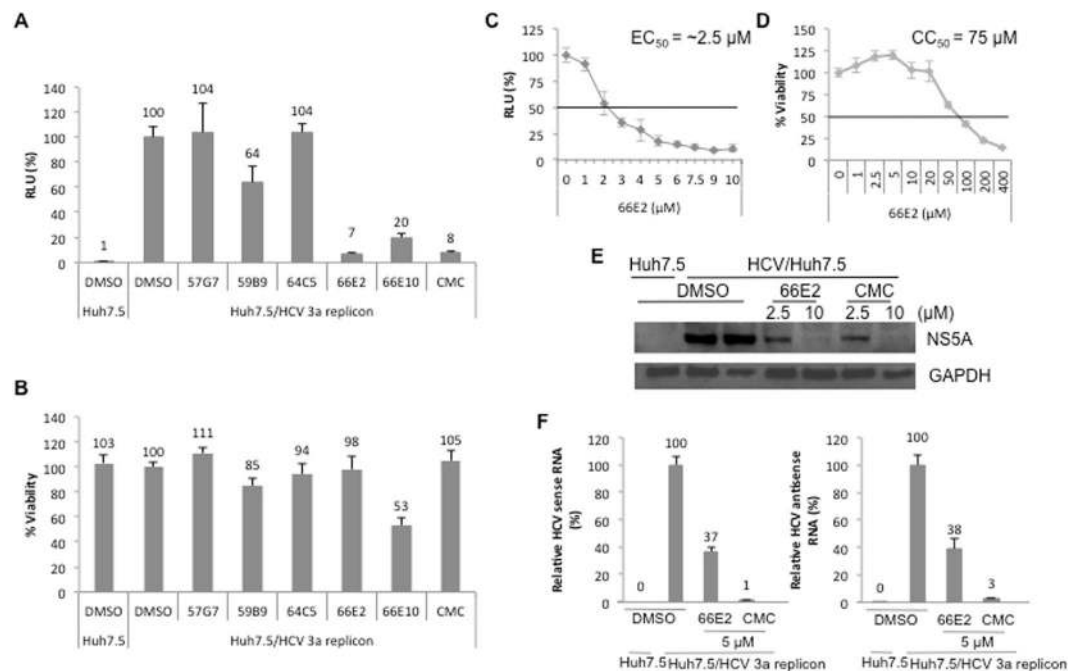 A
RLU (%)
140
120
100
80
60
40
20
0
1
100
104
64
104
7
20
8
DMSO DMSO 57G7 59B9 64C5 66E2 66E10 CMC
Huh7.5 Huh7.5/HCV 3a replicon
B
% Viability
140
120
100
80
60
40
20
0
103
100
111
85
94
98
53
105
DMSO DMSO 57G7 59B9 64C5 66E2 66E10 CMC
Huh7.5 Huh7.5/HCV 3a replicon
C
EC50 = ~2.5 µM
RLU (%)
125
100
75
50
25
0
0 1 2 3 4 5 6 7.5 9 10
66E2 (µM)
D
CC50 = 75 µM
% Viability
150
125
100
75
50
25
0
0 1 2.5 5 10 20 50 100 200 400
66E2 (µM)
E
Huh7.5 HCV/Huh7.5
DMSO 66E2 CMC
2.5 10 2.5 10 (µM)
NS5A
GAPDH
F
Relative HCV sense RNA
(%)
120
100
80
60
40
20
0
0
100
37
1
DMSO 66E2 CMC
5 µM
Huh7.5 Huh7.5/HCV 3a replicon
Relative HCV antisense
RNA (%)
120
100
80
60
40
20
0
0
100
38
3
DMSO 66E2 CMC
5 µM
Huh7.5 Huh7.5/HCV 3a replicon